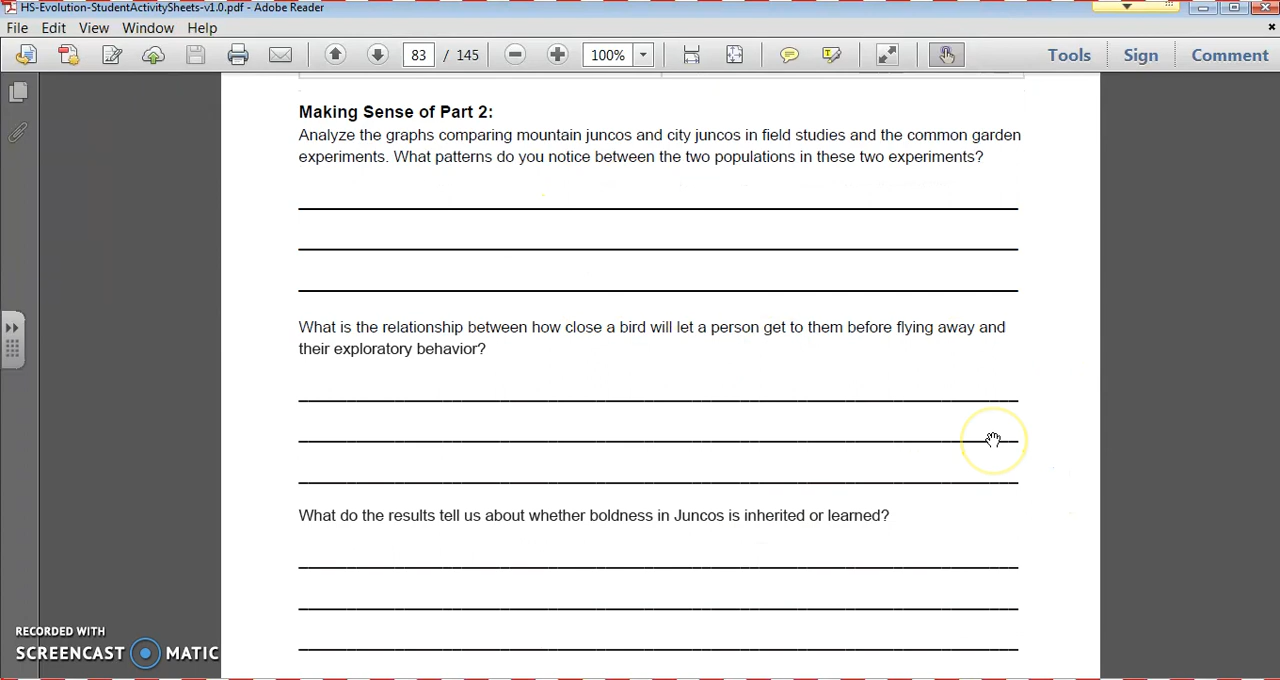 HS-Evolution-StudentActivitySheets-v1.0.pdf - Adobe Reader
File Edit View Window Help
83 / 145 100% Tools Sign Comment
Making Sense of Part 2:
Analyze the graphs comparing mountain juncos and city juncos in field studies and the common garden
experiments. What patterns do you notice between the two populations in these two experiments?
What is the relationship between how close a bird will let a person get to them before flying away and
their exploratory behavior?
What do the results tell us about whether boldness in Juncos is inherited or learned?
RECORDED WITH
SCREENCAST MATIC